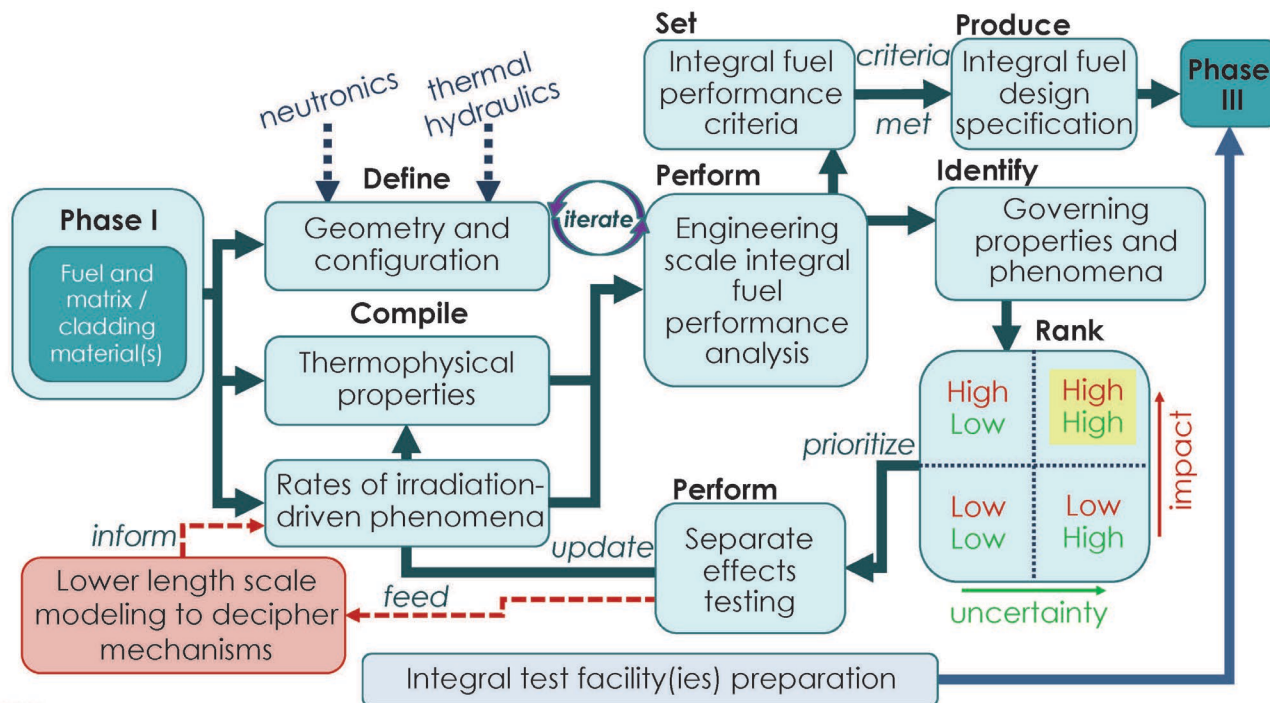 Set
Integral fuel
performance
criteria
criteria
met
Produce
Integral fuel
design
specification
Phase
III
neutronics
thermal
hydraulics
Define
Geometry and
configuration
iterate
Perform
Engineering
scale integral
fuel
performance
analysis
Identify
Governing
properties and
phenomena
Phase I
Fuel and
matrix /
cladding
material(s)
Compile
Thermophysical
properties
Rates of irradiation-
driven phenomena
Rank
High
Low
High
High
Low
Low
Low
High
impact
uncertainty
prioritize
Perform
Separate
effects
testing
update
feed
inform
Lower length scale
modeling to decipher
mechanisms
Integral test facility(ies) preparation